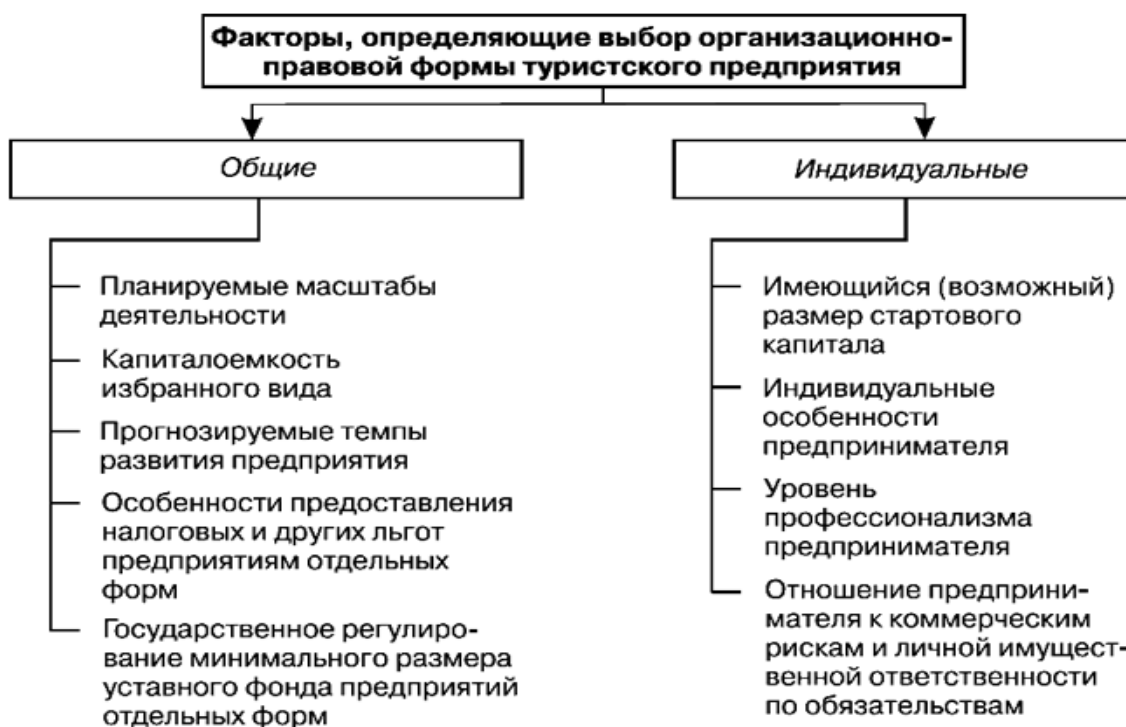 Факторы, определяющие выбор организационно-
правовой формы туристского предприятия
Общие
Планируемые масштабы
деятельности
Капиталоемкость
избранного вида
Прогнозируемые темпы
развития предприятия
Особенности предоставления
налоговых и других льгот
предприятиям отдельных
форм
Государственное регулиро-
вание минимального размера
уставного фонда предприятий
отдельных форм
Индивидуальные
Имеющийся (возможный)
размер стартового
капитала
Индивидуальные
особенности
предпринимателя
Уровень
профессионализма
предпринимателя
Отношение предприни-
мателя к коммерческим
рискам и личной имущест-
венной ответственности
по обязательствам